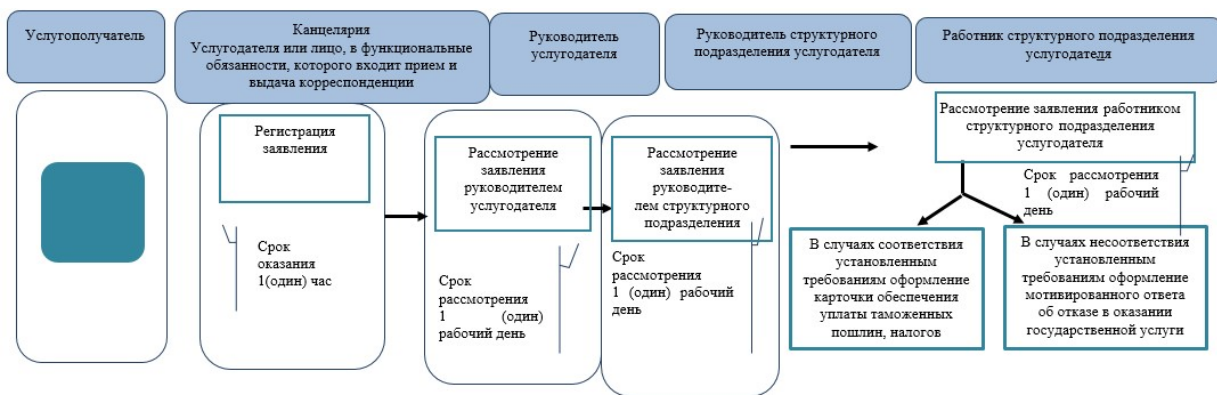 Услугополучатель
Канцелярия
Услугодателя или лицо, в функциональные
обязанности, которого входит прием и
выдача корреспонденции
Руководитель
услугодателя
Руководитель структурного
подразделения услугодателя
Работник структурного подразделения
услугодателя
Регистрация
заявления
Срок
оказания
1(один) час
Рассмотрение
заявления
руководителем
услугодателя
Срок
рассмотрения
1 (один)
рабочий день
Рассмотрение
заявления
руководите-
лем структурного
подразделения
Срок
рассмотрения
1 (один) рабочий
день
Рассмотрение заявления работником
структурного подразделения
услугодателя
Срок рассмотрения
1 (один) рабочий
день
В случаях соответствия
установленным
требованиям оформление
карточки обеспечения
уплаты таможенных
пошлин, налогов
В случаях несоответствия
установленным
требованиям оформление
мотивированного ответа
об отказе в оказании
государственной услуги